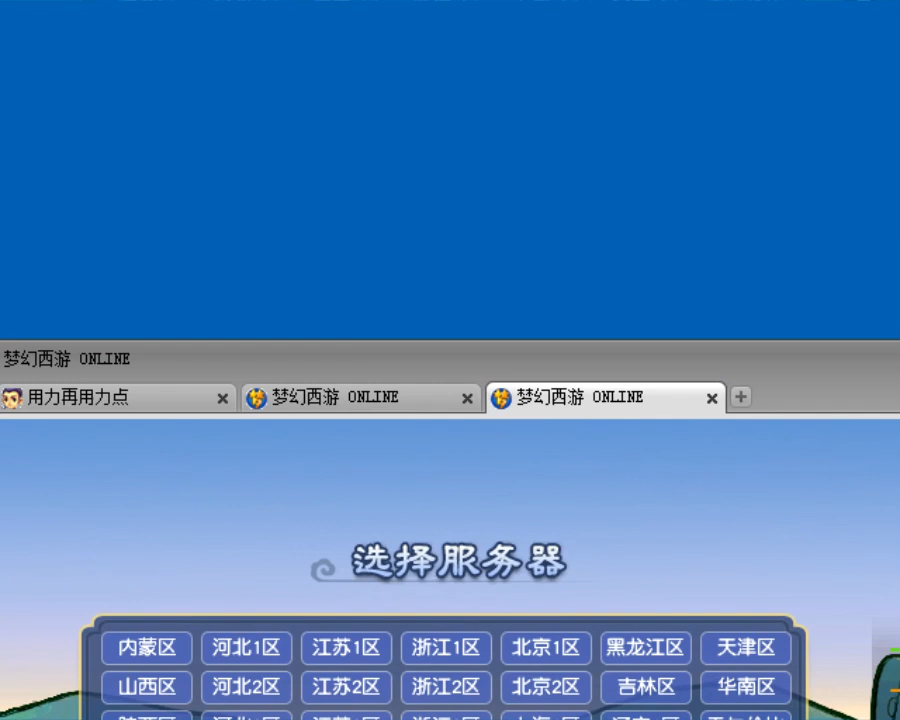 梦幻西游 ONLINE
用力再用力点 梦幻西游 ONLINE 梦幻西游 ONLINE
选择服务器
内蒙区 河北1区 江苏1区 浙江1区 北京1区 黑龙江区 天津区
山西区 河北2区 江苏2区 浙江2区 北京2区 吉林区 华南区